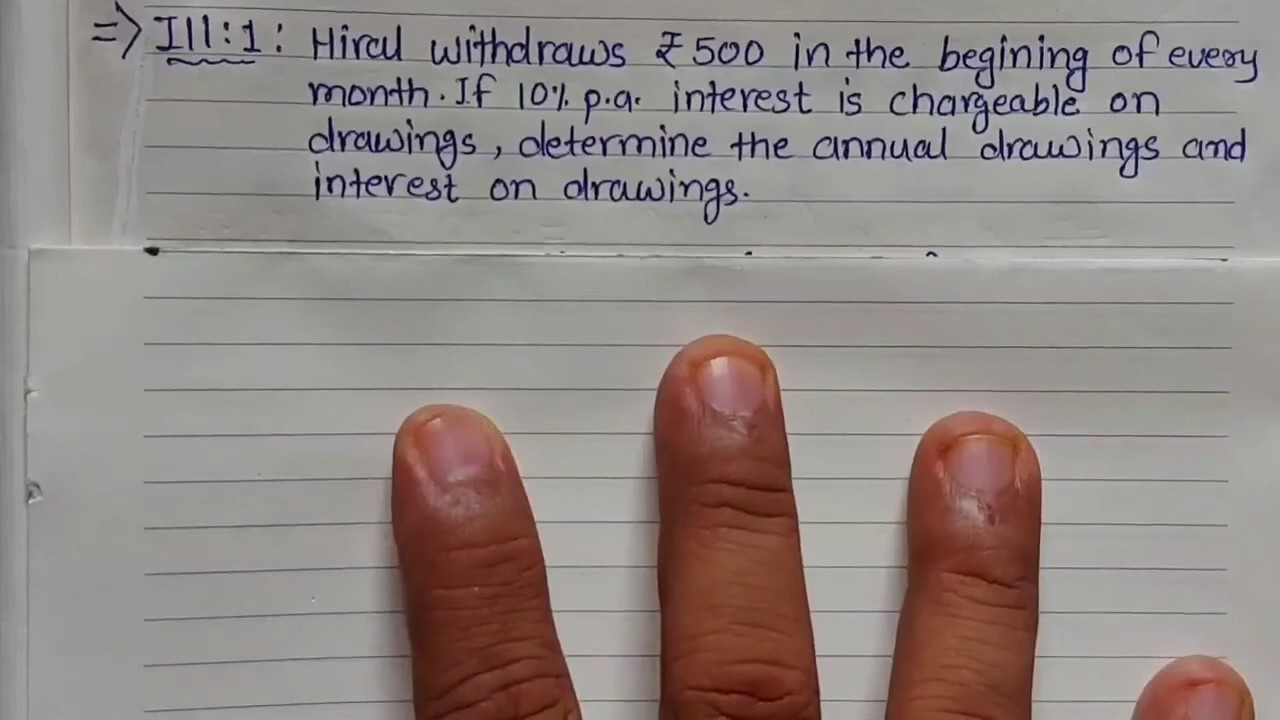 => Ill:1: Hiral withdraws ₹500 in the begining of every
month. If 10% p.a. interest is chargeable on
drawings, determine the annual drawings and
interest on drawings.